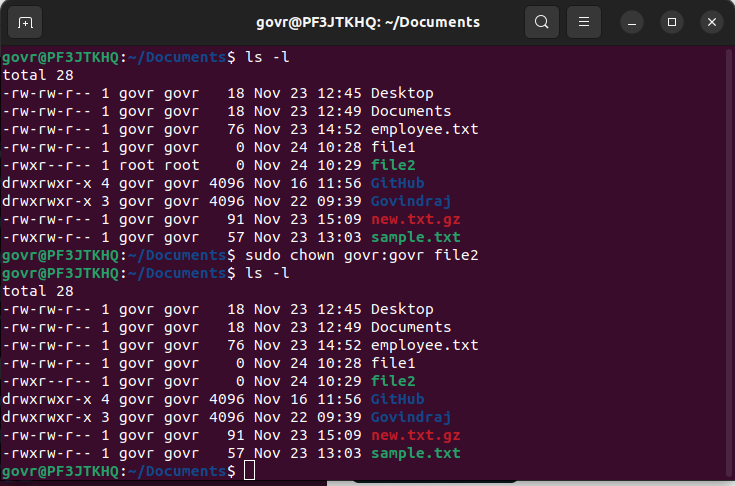 govr@PF3JTKHQ: ~/Documents
govr@PF3JTKHQ:~/Documents$ ls -l
total 28
-rw-rw-r-- 1 govr govr   18 Nov 23 12:45 Desktop
-rw-rw-r-- 1 govr govr   18 Nov 23 12:49 Documents
-rw-rw-r-- 1 govr govr   76 Nov 23 14:52 employee.txt
-rw-rw-r-- 1 govr govr    0 Nov 24 10:28 file1
-rwxr--r-- 1 root root    0 Nov 24 10:29 file2
drwxrwxr-x 4 govr govr 4096 Nov 16 11:56 GitHub
drwxrwxr-x 3 govr govr 4096 Nov 22 09:39 Govindraj
-rw-rw-r-- 1 govr govr   91 Nov 23 15:09 new.txt.gz
-rwxrw-r-- 1 govr govr   57 Nov 23 13:03 sample.txt
govr@PF3JTKHQ:~/Documents$ sudo chown govr:govr file2
govr@PF3JTKHQ:~/Documents$ ls -l
total 28
-rw-rw-r-- 1 govr govr   18 Nov 23 12:45 Desktop
-rw-rw-r-- 1 govr govr   18 Nov 23 12:49 Documents
-rw-rw-r-- 1 govr govr   76 Nov 23 14:52 employee.txt
-rw-rw-r-- 1 govr govr    0 Nov 24 10:28 file1
-rwxr--r-- 1 govr govr    0 Nov 24 10:29 file2
drwxrwxr-x 4 govr govr 4096 Nov 16 11:56 GitHub
drwxrwxr-x 3 govr govr 4096 Nov 22 09:39 Govindraj
-rw-rw-r-- 1 govr govr   91 Nov 23 15:09 new.txt.gz
-rwxrw-r-- 1 govr govr   57 Nov 23 13:03 sample.txt
govr@PF3JTKHQ:~/Documents$